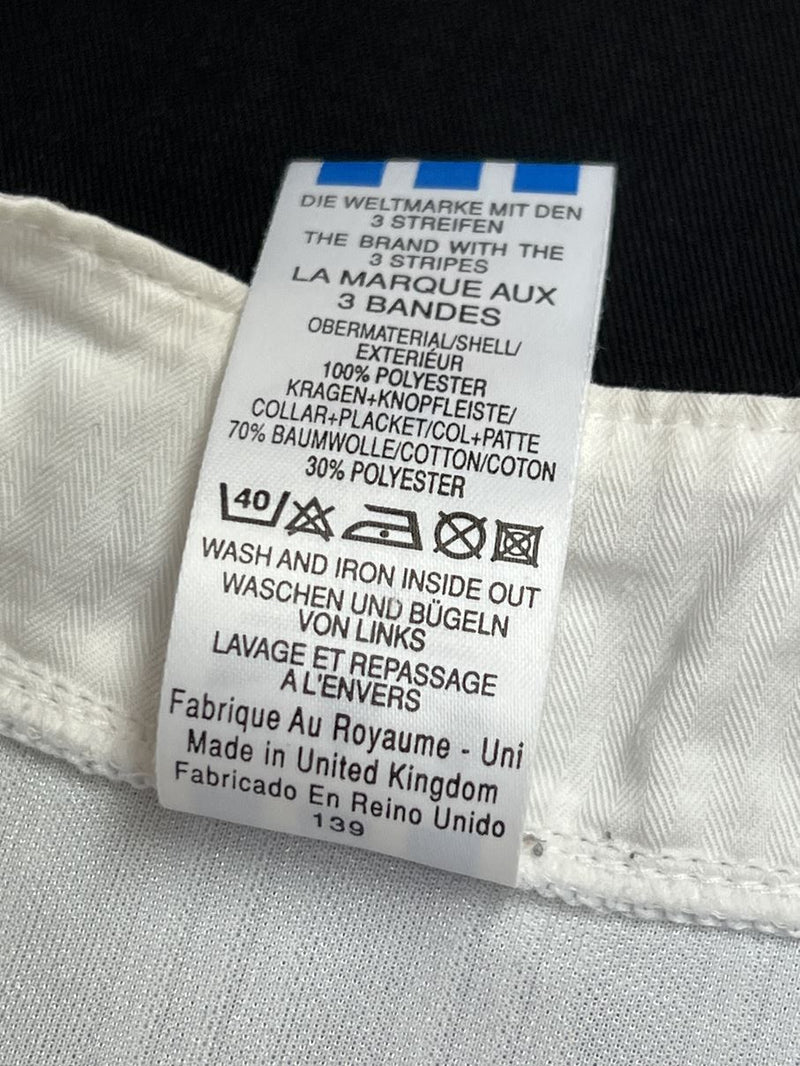 DIE WELTMARKE MIT DEN
3 STREIFEN
THE BRAND WITH THE
3 STRIPES
LA MARQUE AUX
3 BANDES
OBERMATERIAL/SHELL/
EXTERIÉUR
100% POLYESTER
KRAGEN+KNOPFLEISTE/
COLLAR+PLACKET/COL+PATTE
70% BAUMWOLLE/COTTON/COTON
30% POLYESTER
40
WASH AND IRON INSIDE OUT
WASCHEN UND BÜGELN
VON LINKS
LAVAGE ET REPASSAGE
A L'ENVERS
Fabrique Au Royaume - Uni
Made in United Kingdom
Fabricado En Reino Unido
139